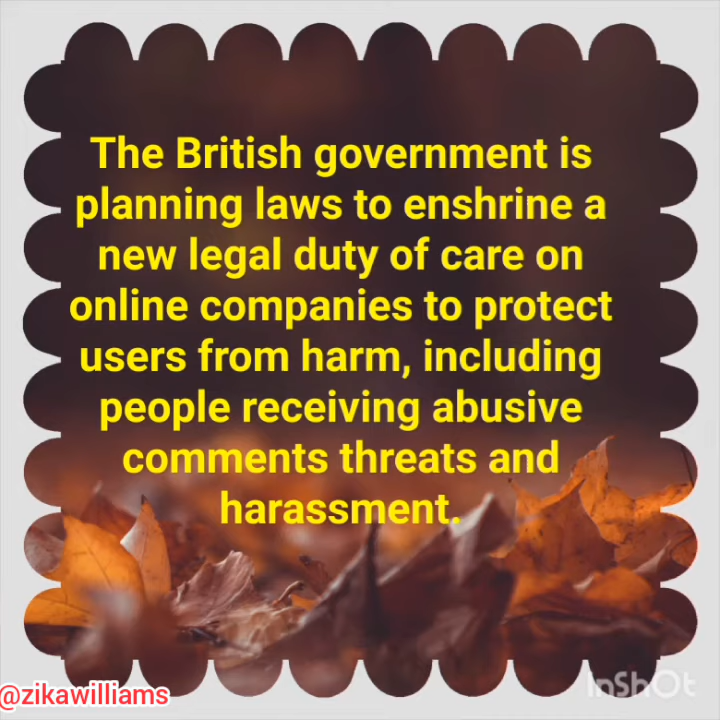 The British government is
planning laws to enshrine a
new legal duty of care on
online companies to protect
users from harm, including
people receiving abusive
comments threats and
harassment.
InShOt
@zikawilliams